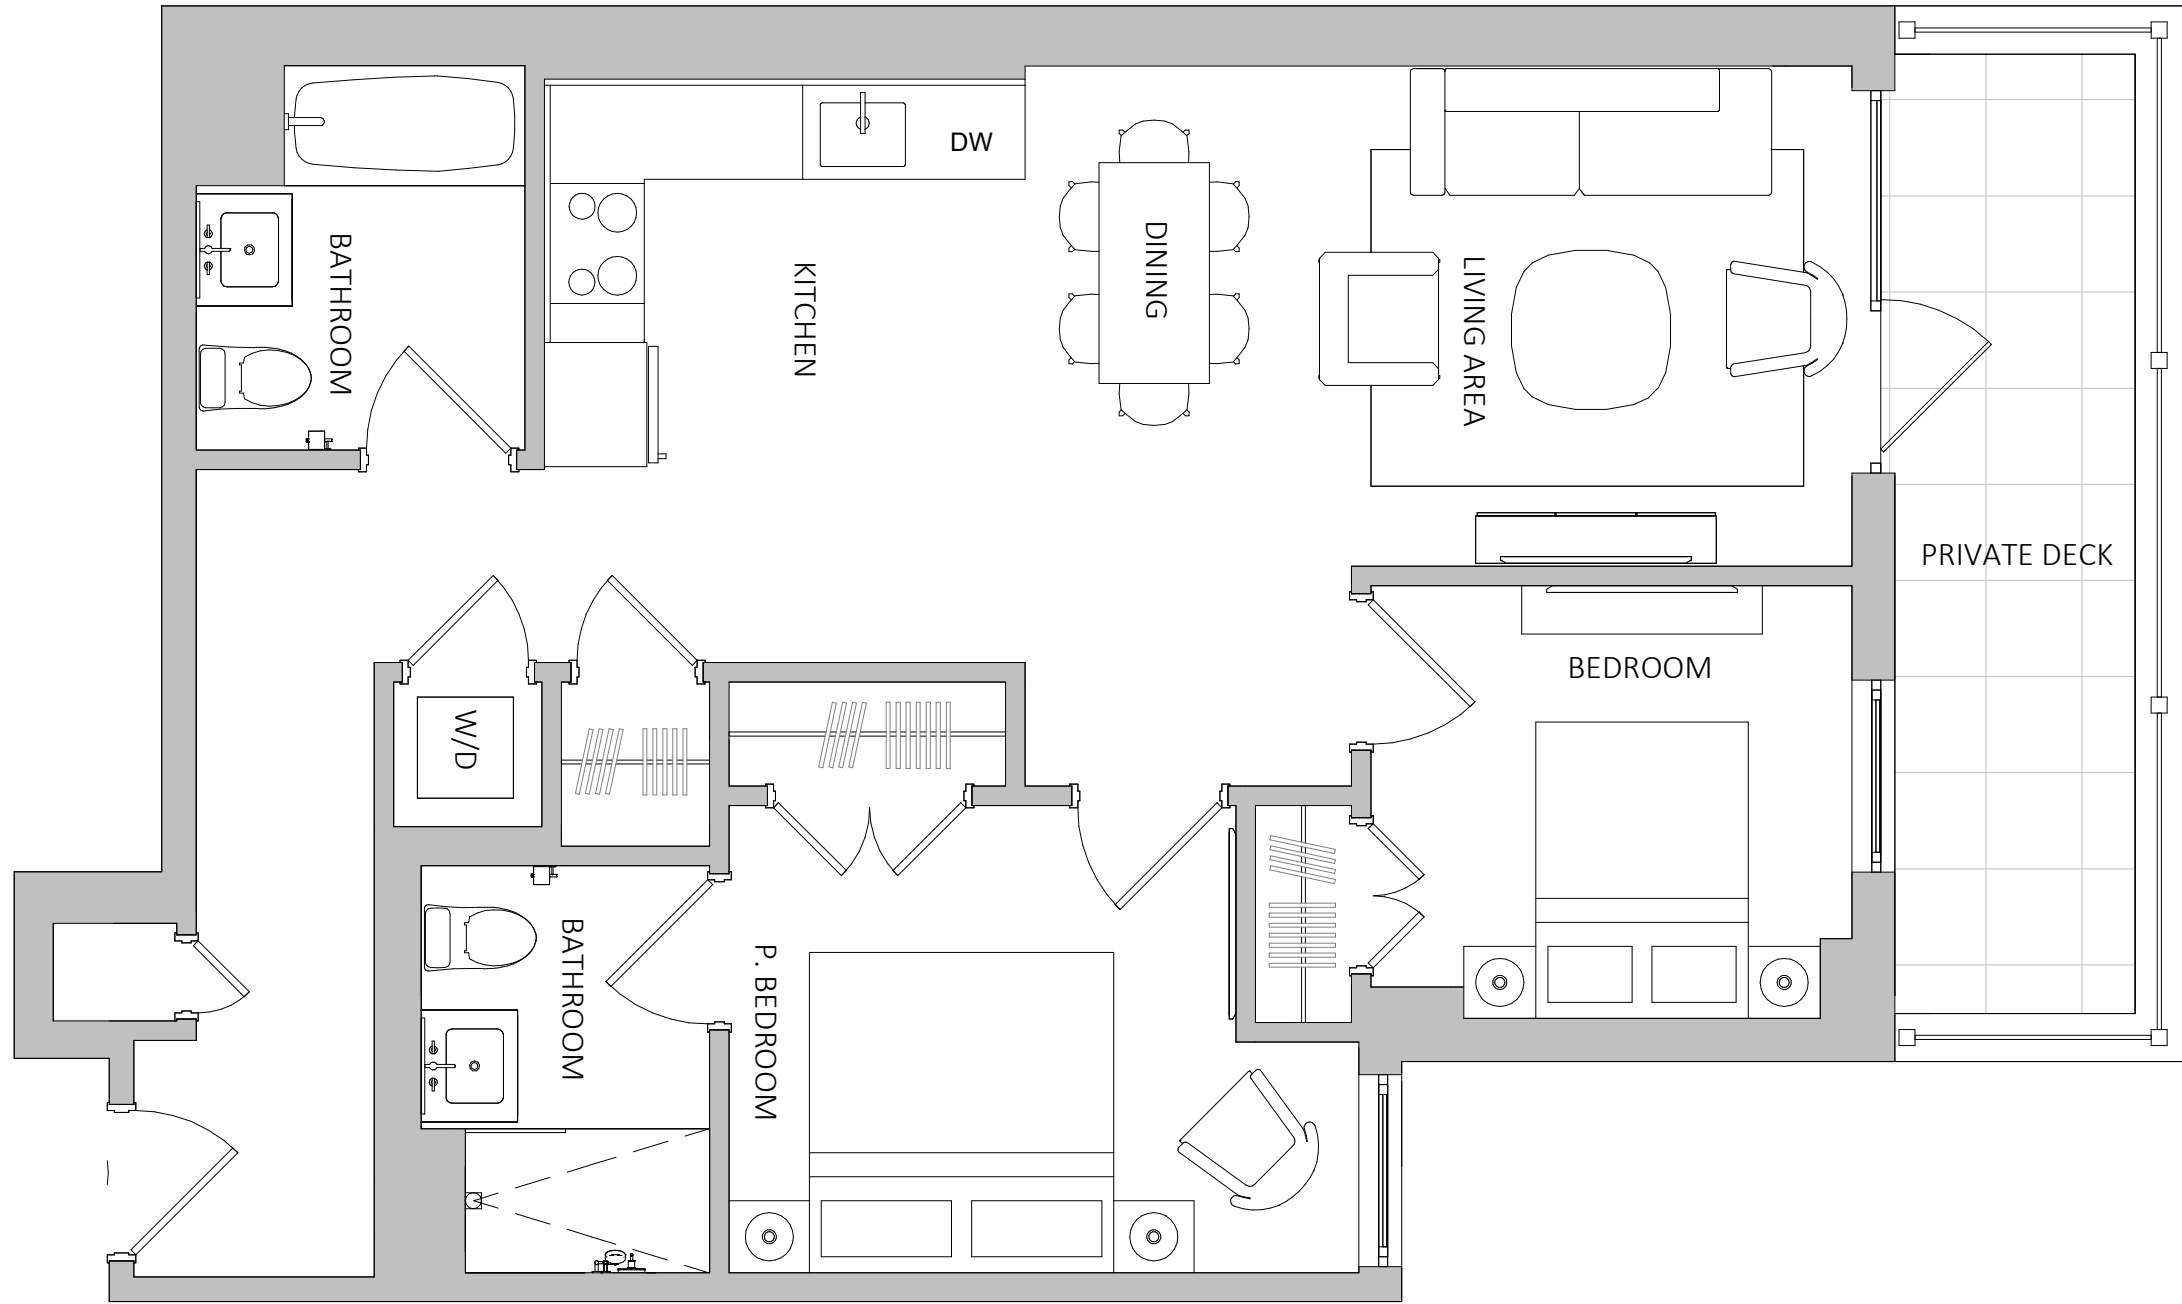 DW
BATHROOM
KITCHEN
DINING
LIVING AREA
PRIVATE DECK
BEDROOM
W/D
BATHROOM
P. BEDROOM